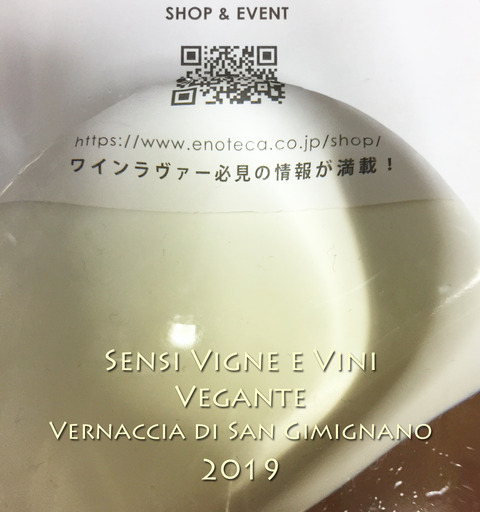 SHOP & EVENT
https://www.enoteca.co.jp/shop/
ワインラヴァー必見の情報が満載！
Sensi Vigne e Vini
Vegante
Vernaccia di San Gimignano
2019